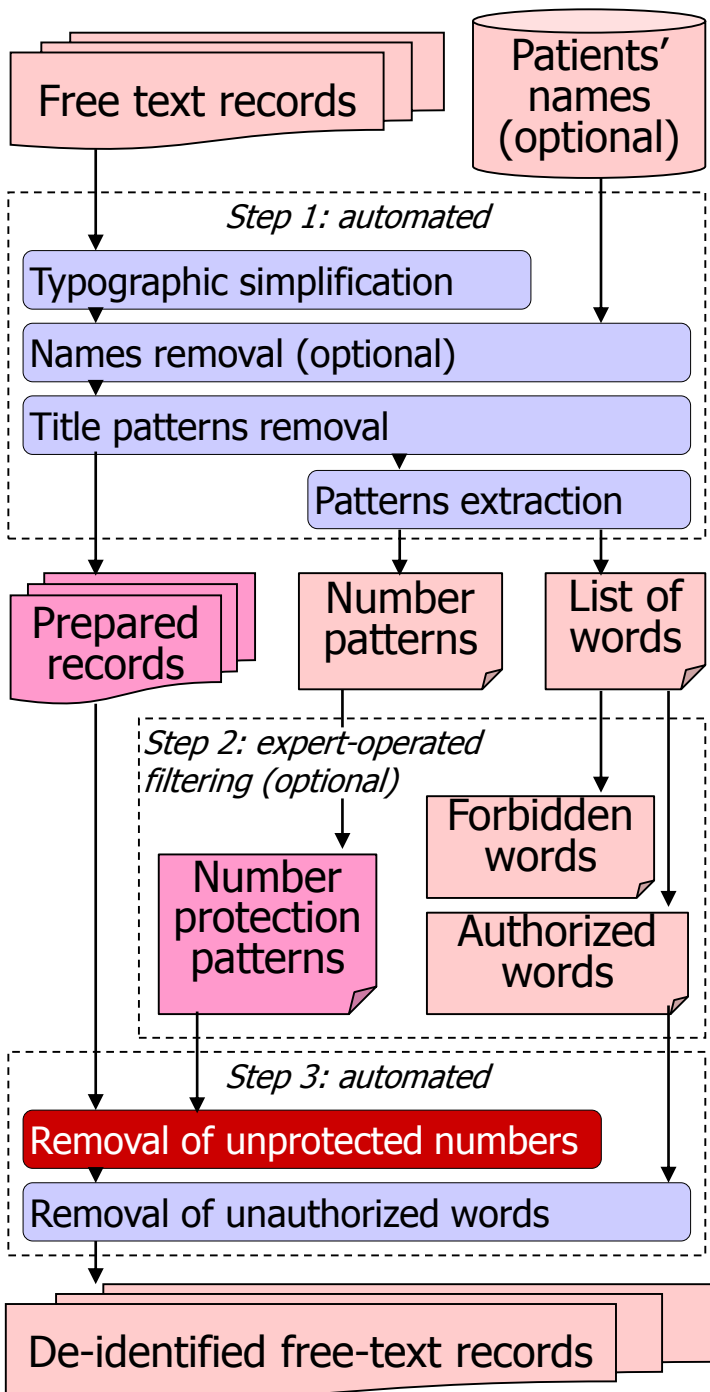 Free text records
Patients’
names
(optional)
Step 1: automated
Typographic simplification
Names removal (optional)
Title patterns removal
Patterns extraction
Prepared
records
Number
patterns
List of
words
Step 2: expert-operated
filtering (optional)
Forbidden
words
Number
protection
patterns
Authorized
words
Step 3: automated
Removal of unprotected numbers
Removal of unauthorized words
De-identified free-text records